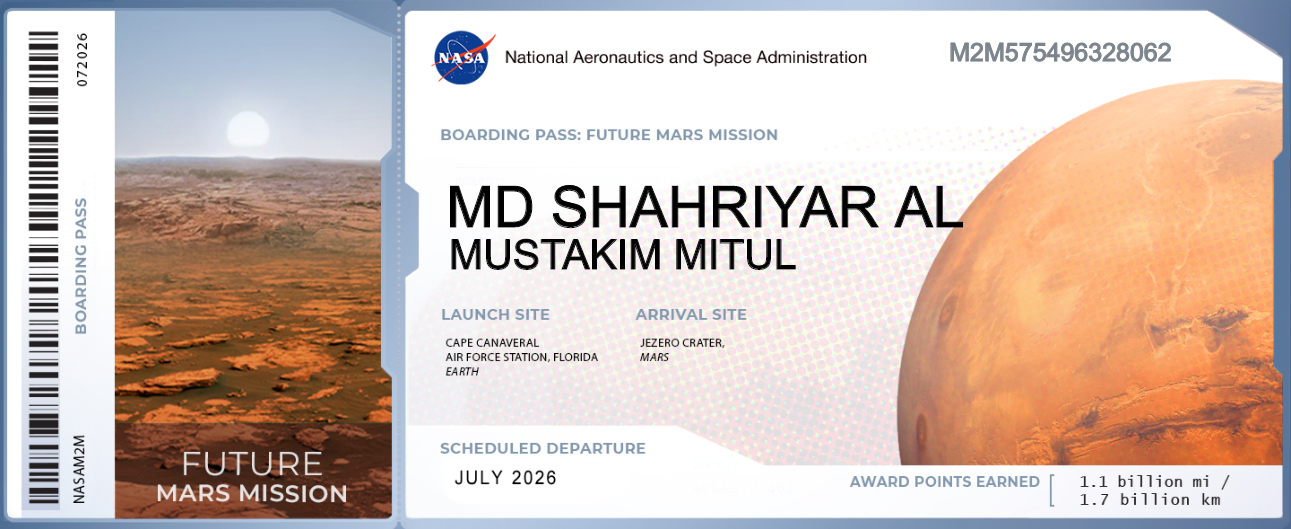 072026
BOARDING PASS
NASAM2M
FUTURE
MARS MISSION
NASA
National Aeronautics and Space Administration
M2M575496328062
BOARDING PASS: FUTURE MARS MISSION
MD SHAHRIYAR AL
MUSTAKIM MITUL
LAUNCH SITE
CAPE CANAVERAL
AIR FORCE STATION, FLORIDA
EARTH
ARRIVAL SITE
JEZERO CRATER,
MARS
SCHEDULED DEPARTURE
JULY 2026
AWARD POINTS EARNED
1.1 billion mi /
1.7 billion km